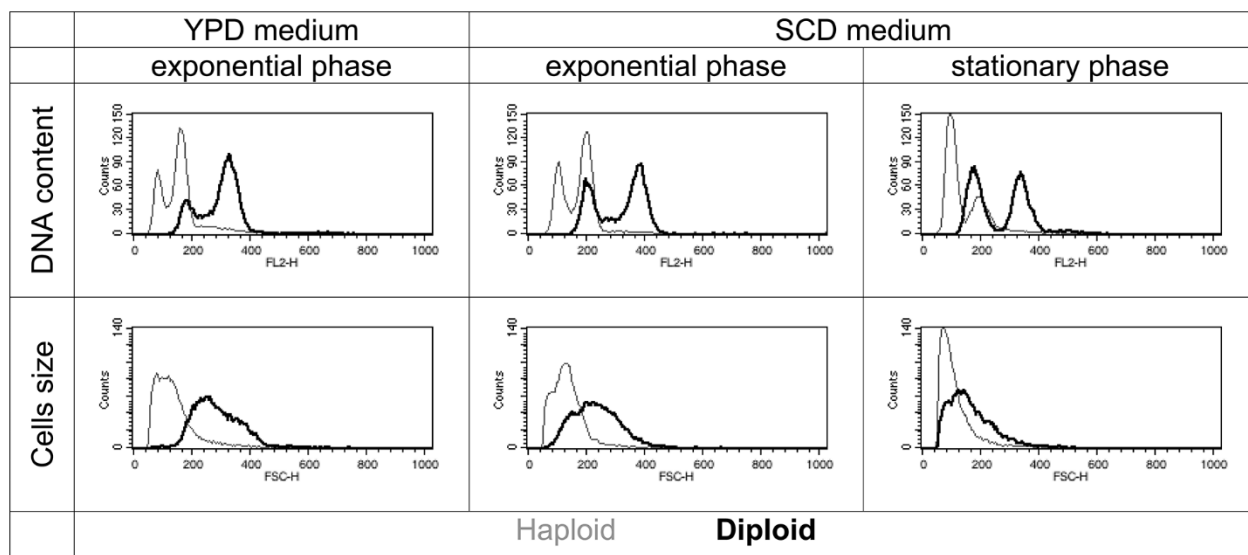 YPD medium SCD medium
exponential phase exponential phase stationary phase
DNA content
Counts
0 30 60 90 120 150
0 200 400 600 800 1000
FL2-H
Counts
0 30 60 90 120 150
0 200 400 600 800 1000
FL2-H
Counts
0 30 60 90 120 150
0 200 400 600 800 1000
FL2-H
Cells size
Counts
0 140
0 200 400 600 800 1000
FSC-H
Counts
0 140
0 200 400 600 800 1000
FSC-H
Counts
0 140
0 200 400 600 800 1000
FSC-H
Haploid Diploid